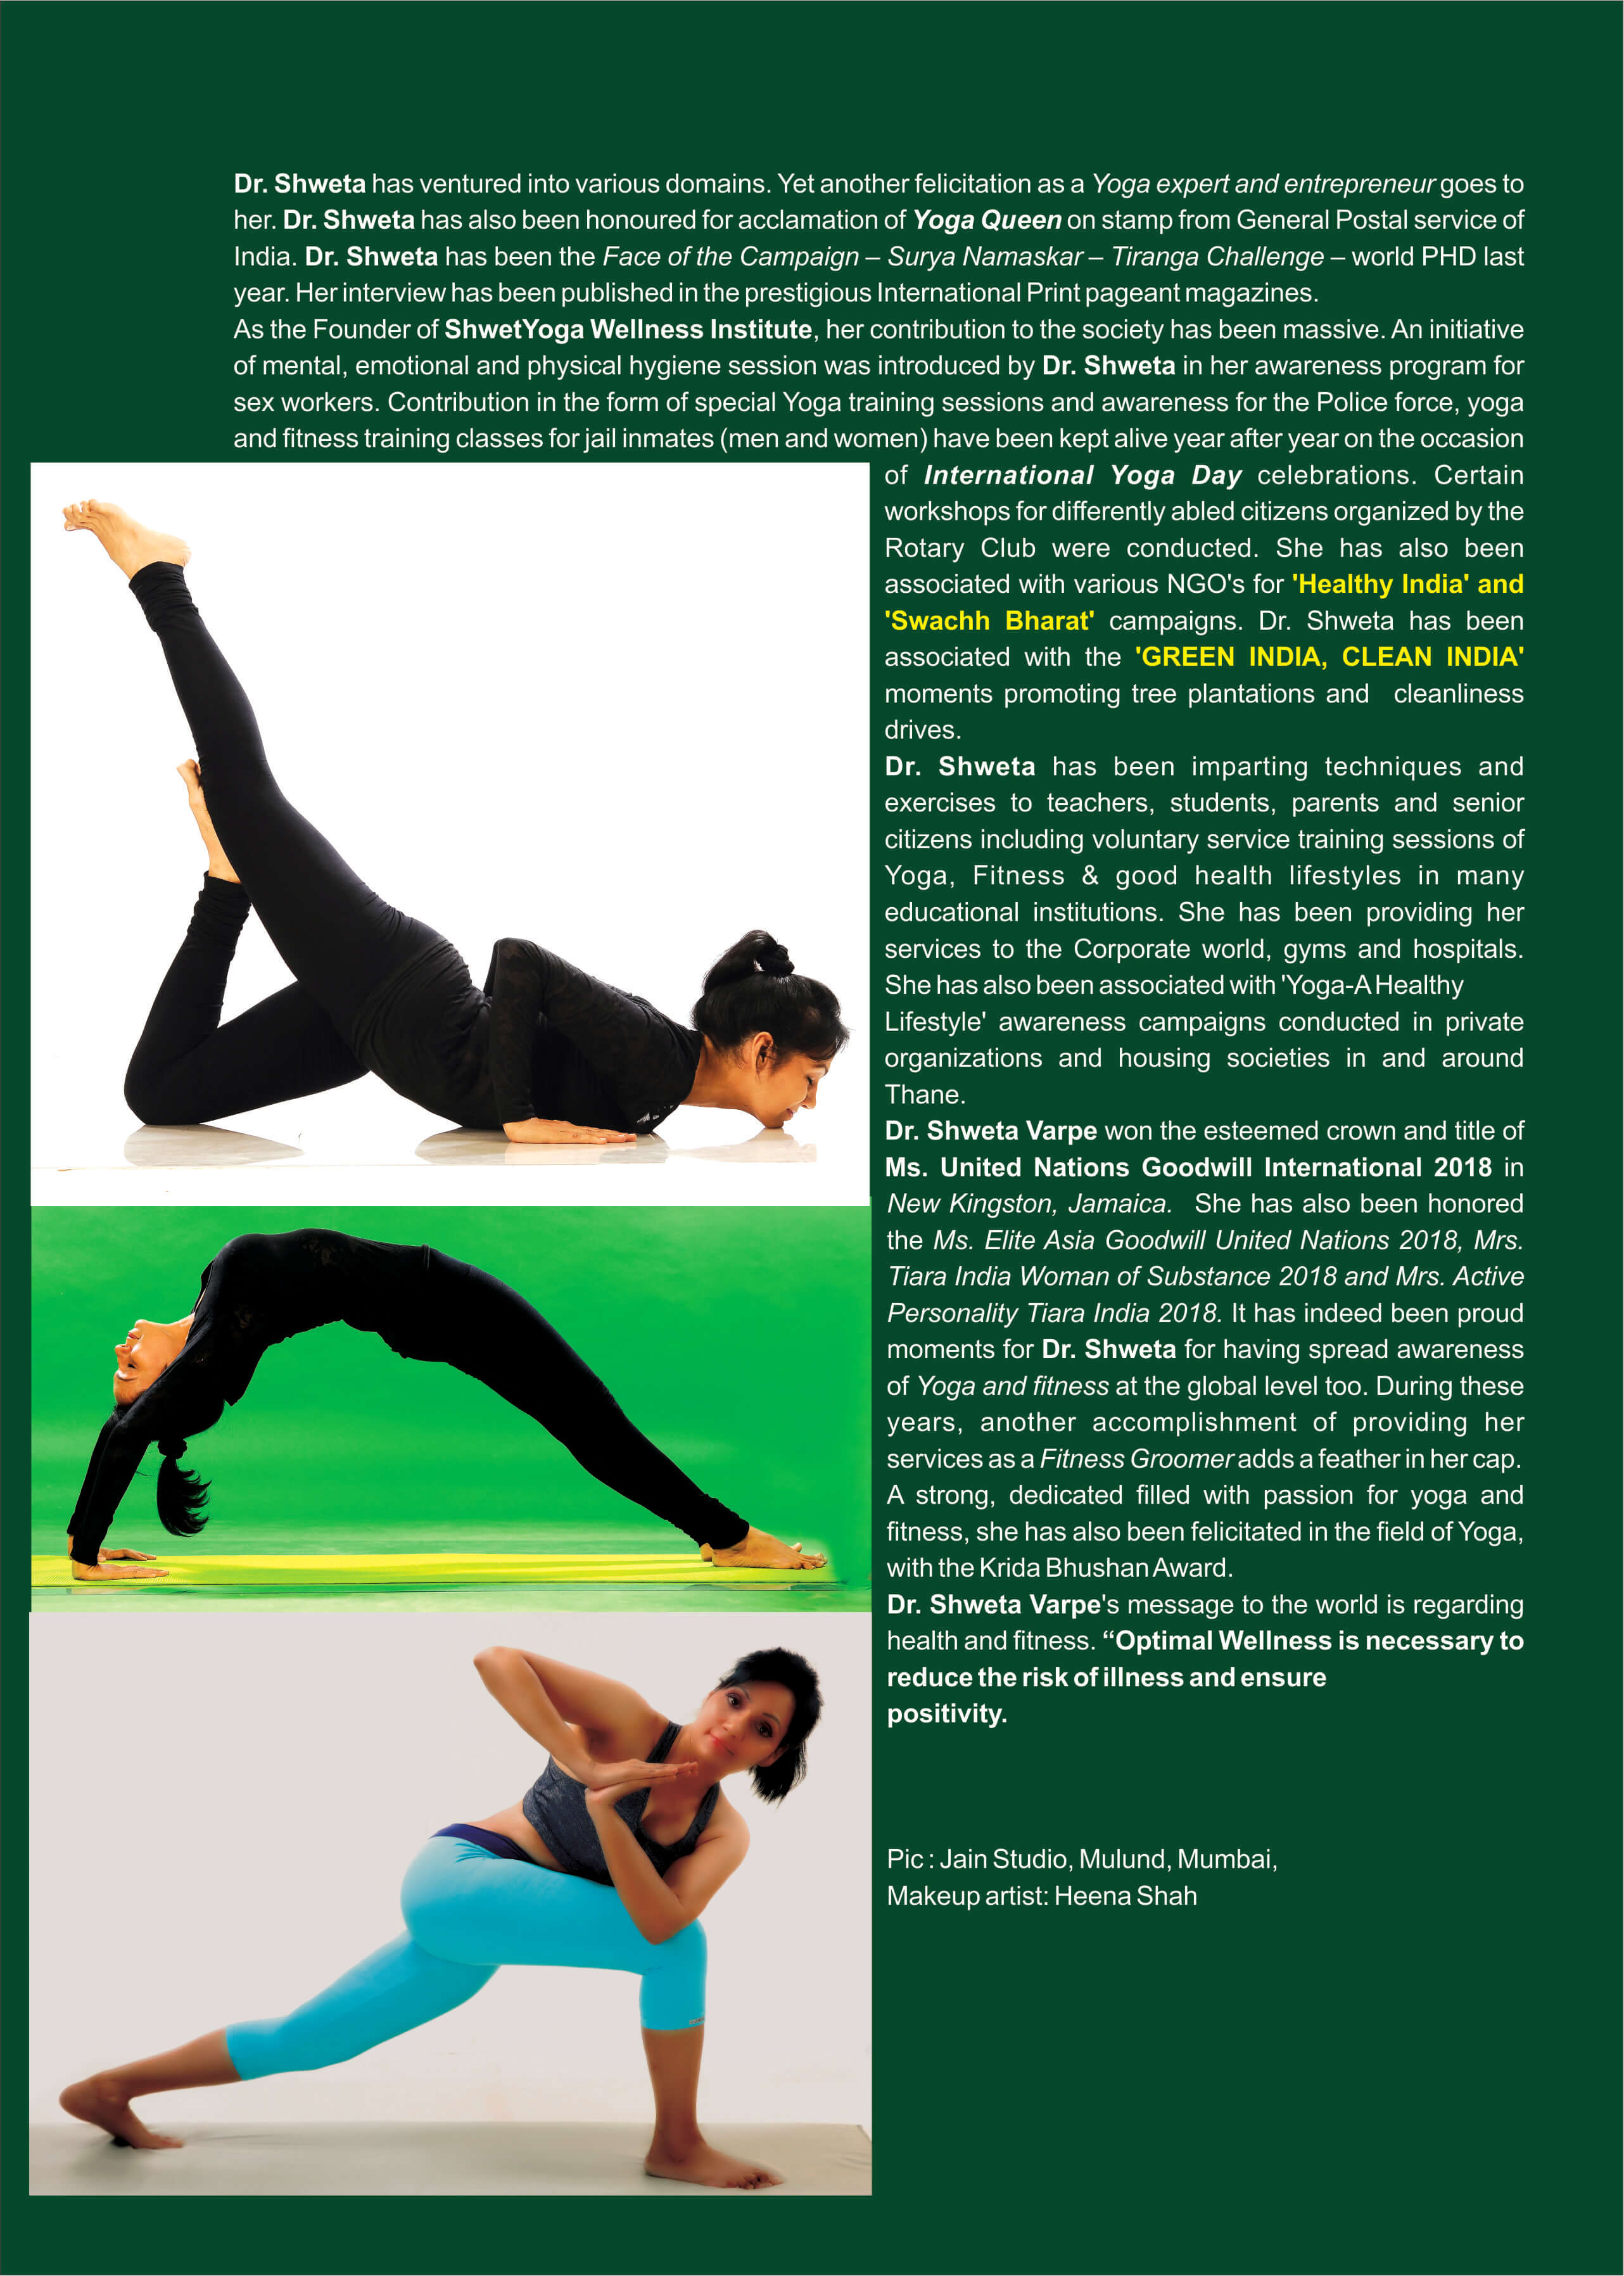 Dr. Shweta has ventured into various domains. Yet another felicitation as a Yoga expert and entrepreneur goes to
her. Dr. Shweta has also been honoured for acclamation of Yoga Queen on stamp from General Postal service of
India. Dr. Shweta has been the Face of the Campaign – Surya Namaskar – Tiranga Challenge – world PHD last
year. Her interview has been published in the prestigious International Print pageant magazines.
As the Founder of ShwetYoga Wellness Institute, her contribution to the society has been massive. An initiative
of mental, emotional and physical hygiene session was introduced by Dr. Shweta in her awareness program for
sex workers. Contribution in the form of special Yoga training sessions and awareness for the Police force, yoga
and fitness training classes for jail inmates (men and women) have been kept alive year after year on the occasion
of International Yoga Day celebrations. Certain
workshops for differently abled citizens organized by the
Rotary Club were conducted. She has also been
associated with various NGO's for 'Healthy India' and
'Swachh Bharat' campaigns. Dr. Shweta has been
associated with the 'GREEN INDIA, CLEAN INDIA'
moments promoting tree plantations and cleanliness
drives.
Dr. Shweta has been imparting techniques and
exercises to teachers, students, parents and senior
citizens including voluntary service training sessions of
Yoga, Fitness & good health lifestyles in many
educational institutions. She has been providing her
services to the Corporate world, gyms and hospitals.
She has also been associated with 'Yoga-A Healthy
Lifestyle' awareness campaigns conducted in private
organizations and housing societies in and around
Thane.
Dr. Shweta Varpe won the esteemed crown and title of
Ms. United Nations Goodwill International 2018 in
New Kingston, Jamaica. She has also been honored
the Ms. Elite Asia Goodwill United Nations 2018, Mrs.
Tiara India Woman of Substance 2018 and Mrs. Active
Personality Tiara India 2018. It has indeed been proud
moments for Dr. Shweta for having spread awareness
of Yoga and fitness at the global level too. During these
years, another accomplishment of providing her
services as a Fitness Groomer adds a feather in her cap.
A strong, dedicated filled with passion for yoga and
fitness, she has also been felicitated in the field of Yoga,
with the Krida Bhushan Award.
Dr. Shweta Varpe's message to the world is regarding
health and fitness. “Optimal Wellness is necessary to
reduce the risk of illness and ensure
positivity.
Pic : Jain Studio, Mulund, Mumbai,
Makeup artist: Heena Shah